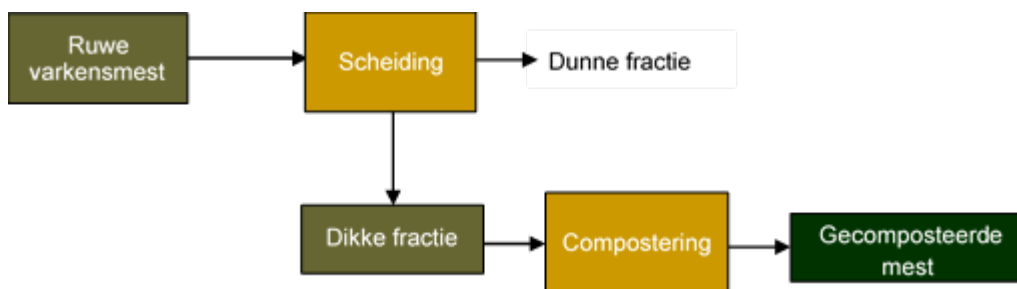 Ruwe
varkensmest
Scheiding
Dunne fractie
Dikke fractie
Compostering
Gecomposteerde
mest